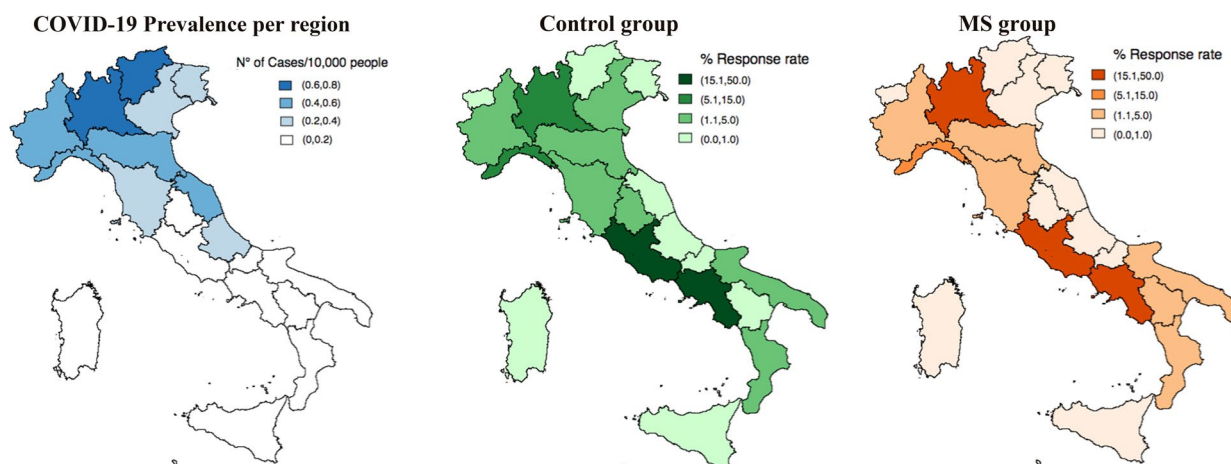 COVID-19 Prevalence per region
N° of Cases/10,000 people
(0.6,0.8)
(0.4,0.6)
(0.2,0.4)
(0,0.2)
Control group
% Response rate
(15.1,50.0)
(5.1,15.0)
(1.1,5.0)
(0.0,1.0)
MS group
% Response rate
(15.1,50.0)
(5.1,15.0)
(1.1,5.0)
(0.0,1.0)